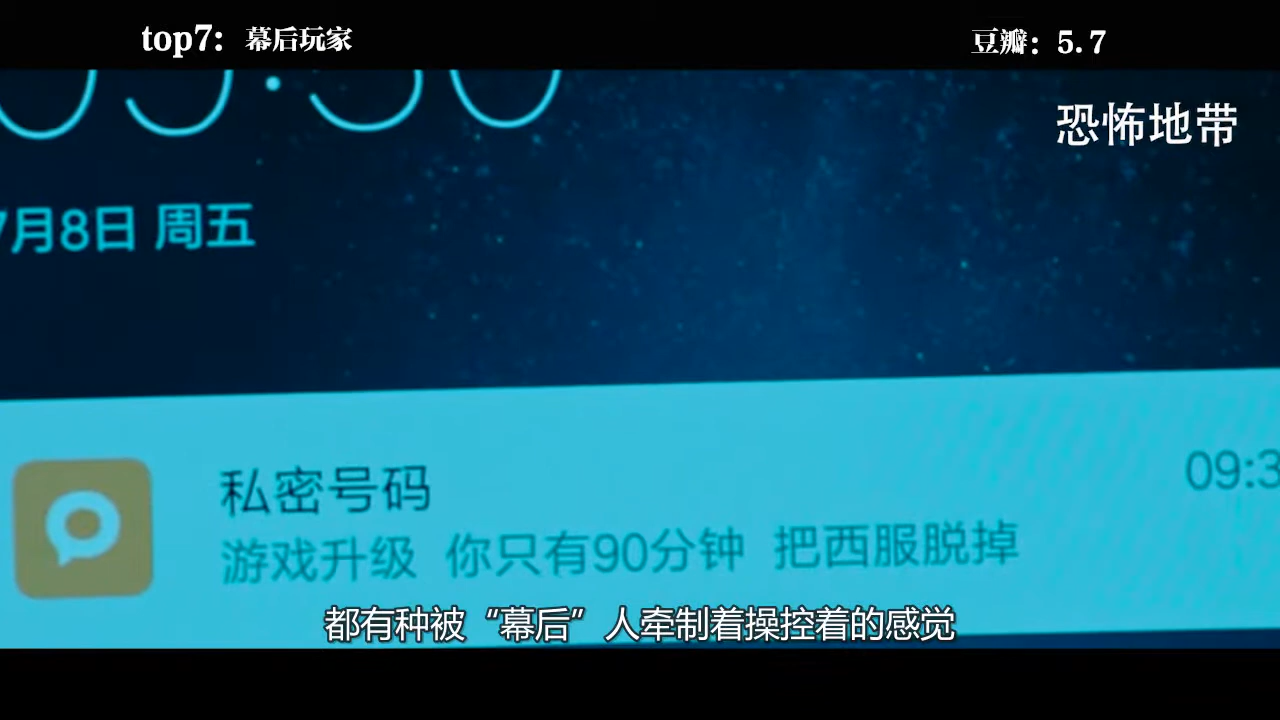 top7: 幕后玩家
豆瓣: 5.7
恐怖地带
7月8日 周五
私密号码
09:3
游戏升级 你只有90分钟 把西服脱掉
都有种被“幕后”人牵制着操控着的感觉